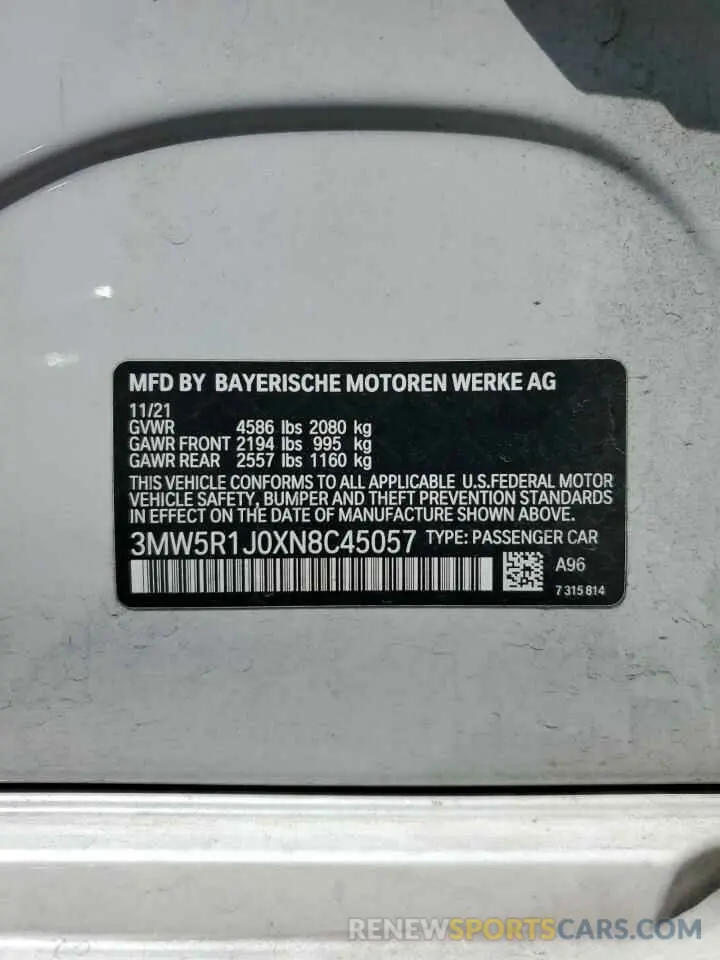 MFD BY BAYERISCHE MOTOREN WERKE AG
11/21
GVWR 4586 lbs 2080 kg
GAWR FRONT 2194 lbs 995 kg
GAWR REAR 2557 lbs 1160 kg
THIS VEHICLE CONFORMS TO ALL APPLICABLE U.S.FEDERAL MOTOR
VEHICLE SAFETY, BUMPER AND THEFT PREVENTION STANDARDS
IN EFFECT ON THE DATE OF MANUFACTURE SHOWN ABOVE.
3MW5R1J0XN8C45057 TYPE: PASSENGER CAR
A96
7 315 814
RENEWSPORTSCARS.COM